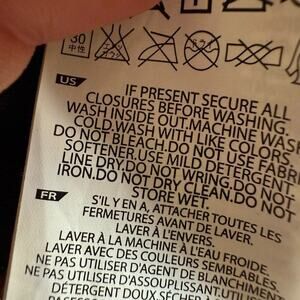 30
中性
US
IF PRESENT SECURE ALL
CLOSURES BEFORE WASHING.
WASH INSIDE OUT.MACHINE WASH
COLD.WASH WITH LIKE COLORS.
DO NOT BLEACH.DO NOT USE FABRIC
SOFTENER.USE MILD DETERGENT.
LINE DRY.DO NOT WRING.DO NOT
IRON.DO NOT DRY CLEAN.DO NOT
STORE WET.
FR
S'IL Y EN A, ATTACHER TOUTES LES
FERMETURES AVANT DE LAVER.
LAVER À L'ENVERS.
LAVER À LA MACHINE À L'EAU FROIDE.
LAVER AVEC DES COULEURS SEMBLABLES.
NE PAS UTILISER D'AGENT DE BLANCHIMENT.
NE PAS UTILISER D'ASSOUPLISSANT.
DÉTERGENT DOUX.SÉCHER